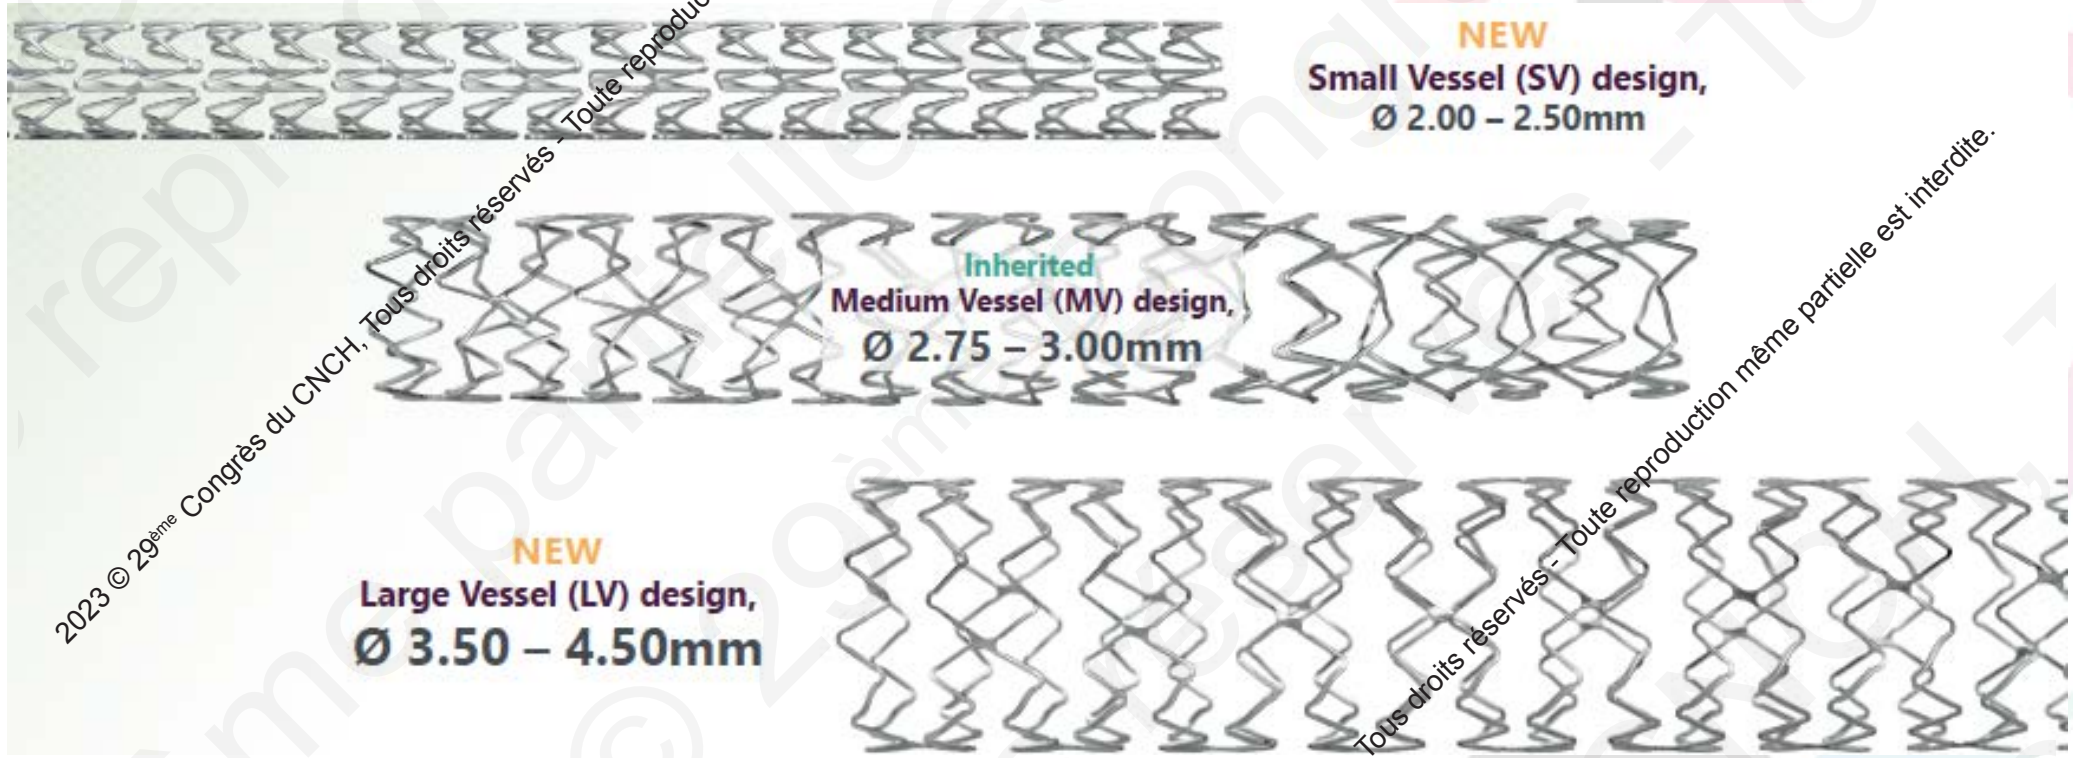 NEW
Small Vessel (SV) design,
Ø 2.00 – 2.50mm
Inherited
Medium Vessel (MV) design,
Ø 2.75 – 3.00mm
NEW
Large Vessel (LV) design,
Ø 3.50 – 4.50mm
2023 © 29ème Congrès du CNCH, Tous droits réservés - Toute reproduc
Tous droits réservés - Toute reproduction même partielle est interdite.